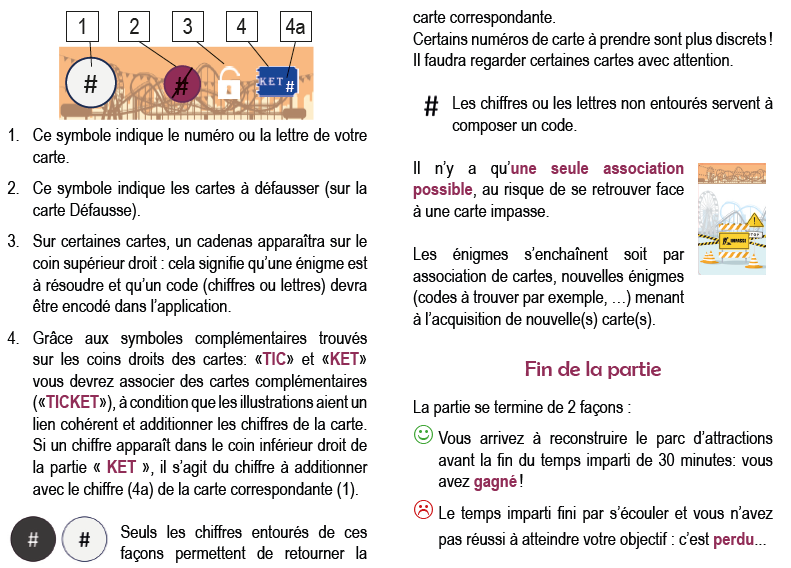 1 2 3 4 4a
# # KET #
1. Ce symbole indique le numéro ou la lettre de votre
carte.
2. Ce symbole indique les cartes à défausser (sur la
carte Défausse).
3. Sur certaines cartes, un cadenas apparaîtra sur le
coin supérieur droit : cela signifie qu’une énigme est
à résoudre et qu’un code (chiffres ou lettres) devra
être encodé dans l’application.
4. Grâce aux symboles complémentaires trouvés
sur les coins droits des cartes: «TIC» et «KET»
vous devrez associer des cartes complémentaires
(«TICKET»), à condition que les illustrations aient un
lien cohérent et additionner les chiffres de la carte.
Si un chiffre apparaît dans le coin inférieur droit de
la partie « KET », il s’agit du chiffre à additionner
avec le chiffre (4a) de la carte correspondante (1).
# # Seuls les chiffres entourés de ces
façons permettent de retourner la
carte correspondante.
Certains numéros de carte à prendre sont plus discrets !
Il faudra regarder certaines cartes avec attention.
# Les chiffres ou les lettres non entourés servent à
composer un code.
Il n’y a qu’une seule association
possible, au risque de se retrouver face
à une carte impasse.
IMPASSE
Les énigmes s’enchaînent soit par
association de cartes, nouvelles énigmes
(codes à trouver par exemple, …) menant
à l’acquisition de nouvelle(s) carte(s).
Fin de la partie
La partie se termine de 2 façons :
Vous arrivez à reconstruire le parc d’attractions
avant la fin du temps imparti de 30 minutes: vous
avez gagné !
Le temps imparti fini par s’écouler et vous n’avez
pas réussi à atteindre votre objectif : c’est perdu...